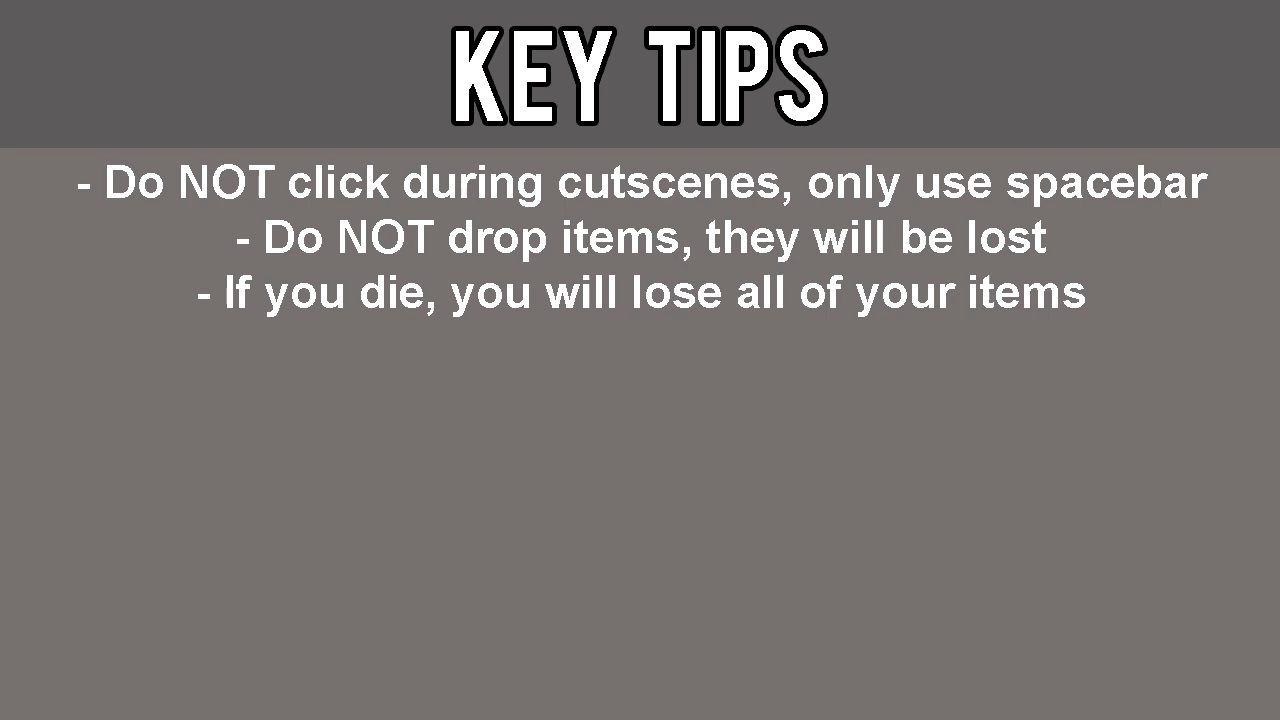 KEY TIPS
- Do NOT click during cutscenes, only use spacebar
- Do NOT drop items, they will be lost
- If you die, you will lose all of your items